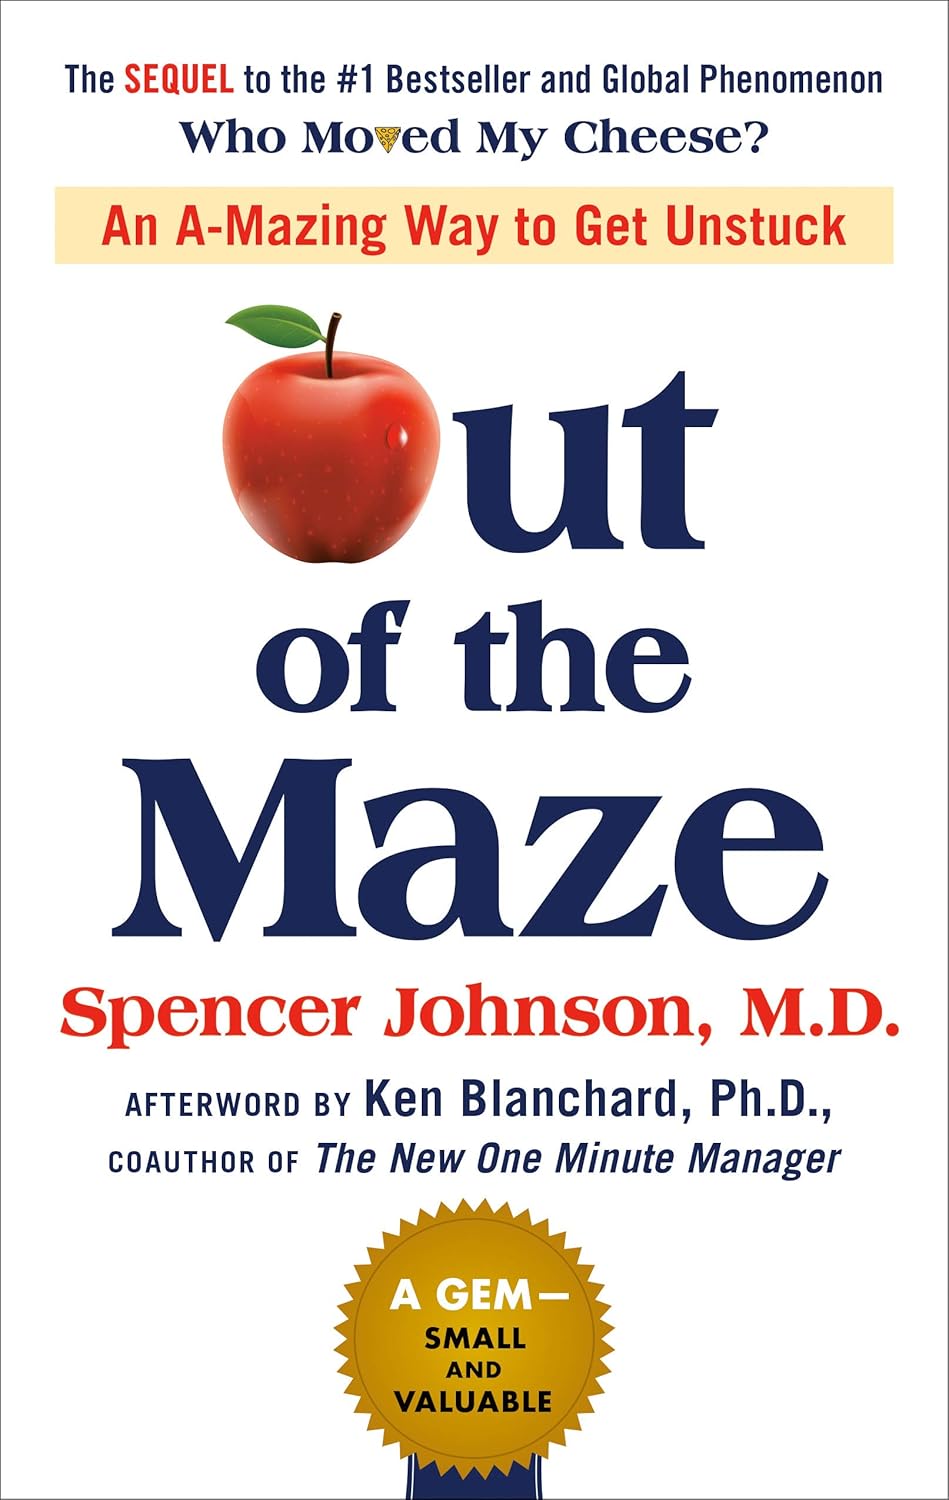 The SEQUEL to the #1 Bestseller and Global Phenomenon
Who Moved My Cheese?
An A-Mazing Way to Get Unstuck
Out
of the
Maze
Spencer Johnson, M.D.
AFTERWORD BY Ken Blanchard, Ph.D.,
COAUTHOR OF The New One Minute Manager
A GEM—
SMALL
AND
VALUABLE